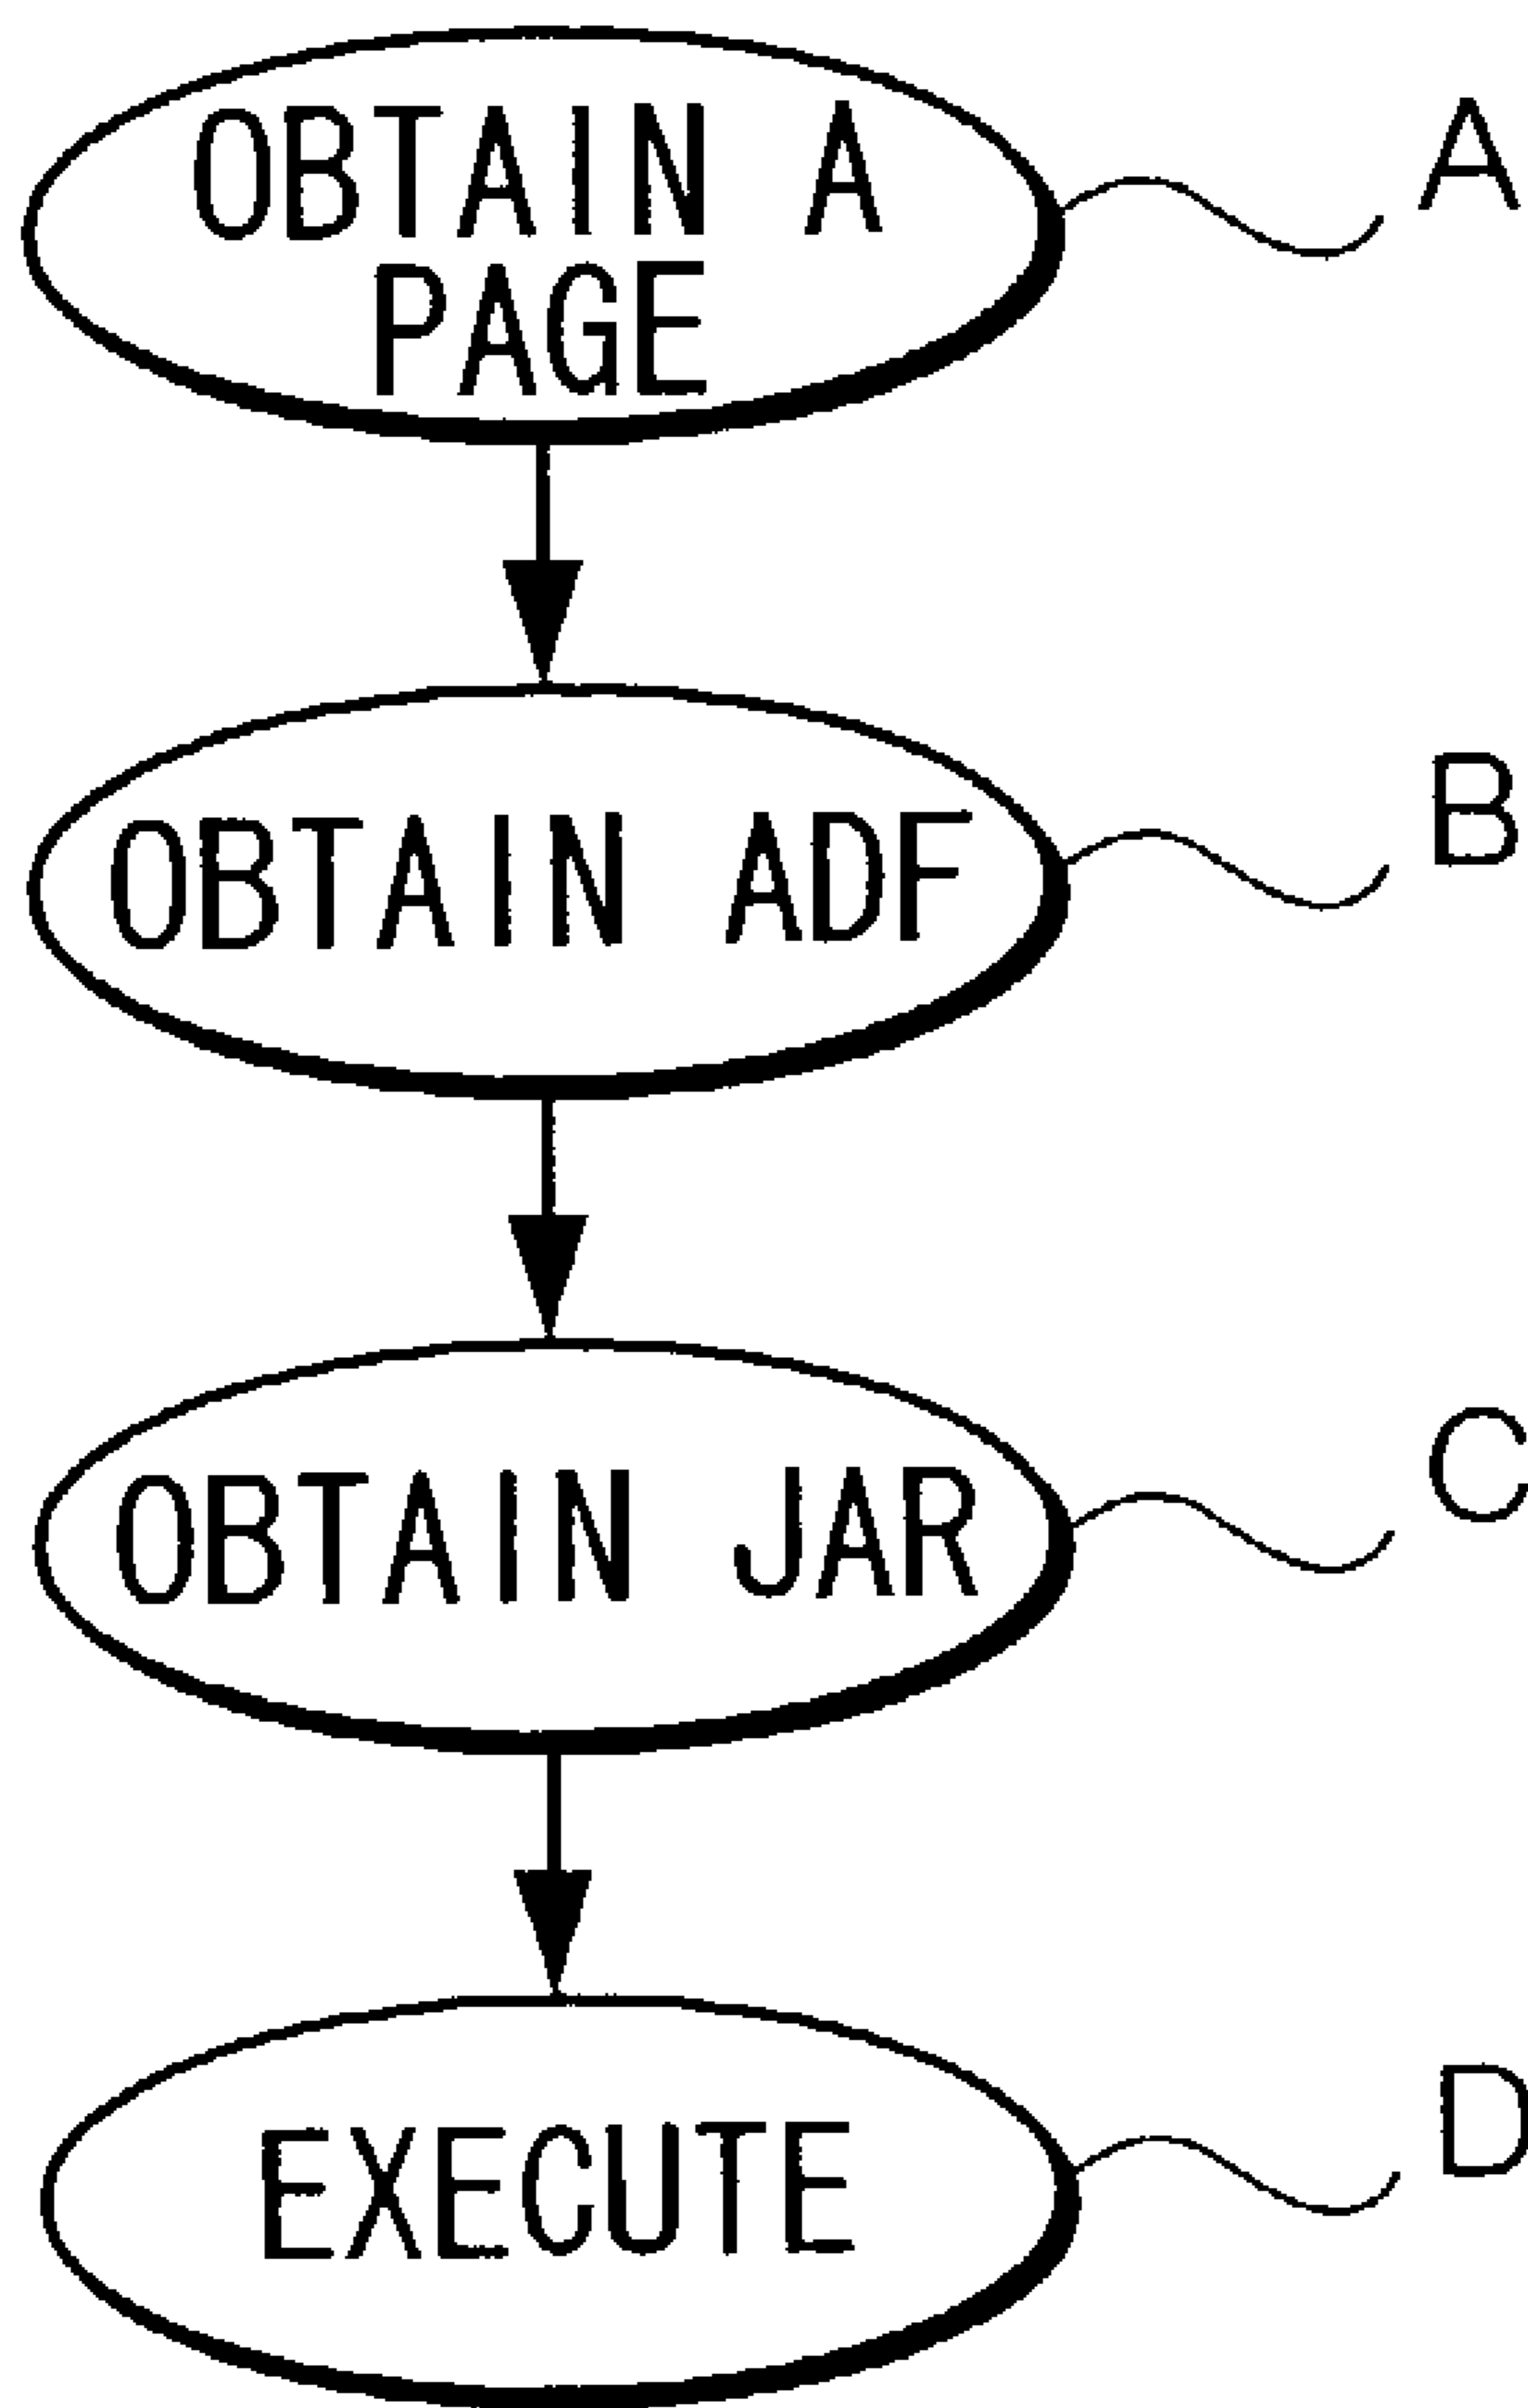 OBTAIN A
PAGE
A
OBTAIN ADF
B
OBTAIN JAR
C
EXECUTE
D